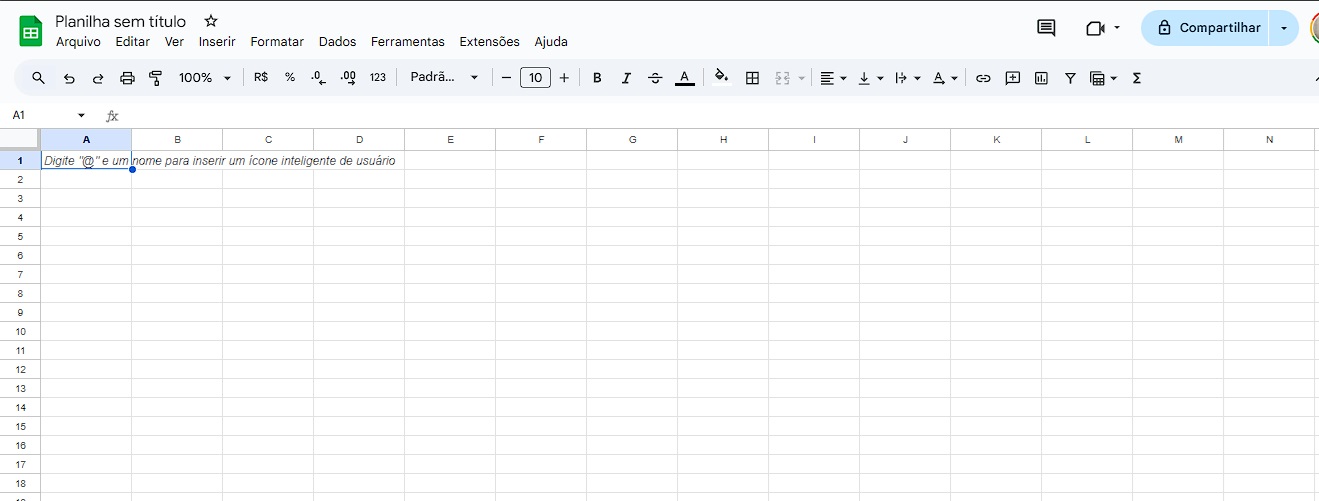 Planilha sem título
Arquivo Editar Ver Inserir Formatar Dados Ferramentas Extensões Ajuda
Compartilhar
100% R$ % .0 .00 123 Padrã... 10 B I S A A Σ
A1 fx
A B C D E F G H I J K L M N
1 Digite "@" e um nome para inserir um ícone inteligente de usuário
2
3
4
5
6
7
8
9
10
11
12
13
14
15
16
17
18